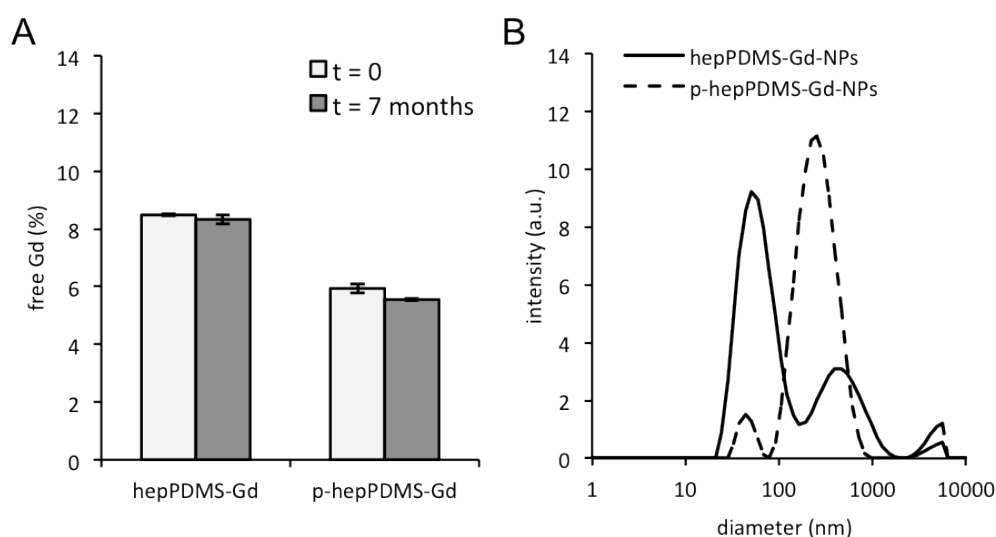 A
14
12
10
8
6
4
2
0
free Gd (%)
t = 0
t = 7 months
hepPDMS-Gd
p-hepPDMS-Gd
B
14
12
10
8
6
4
2
0
intensity (a.u.)
hepPDMS-Gd-NPs
p-hepPDMS-Gd-NPs
1
10
100
1000
10000
diameter (nm)